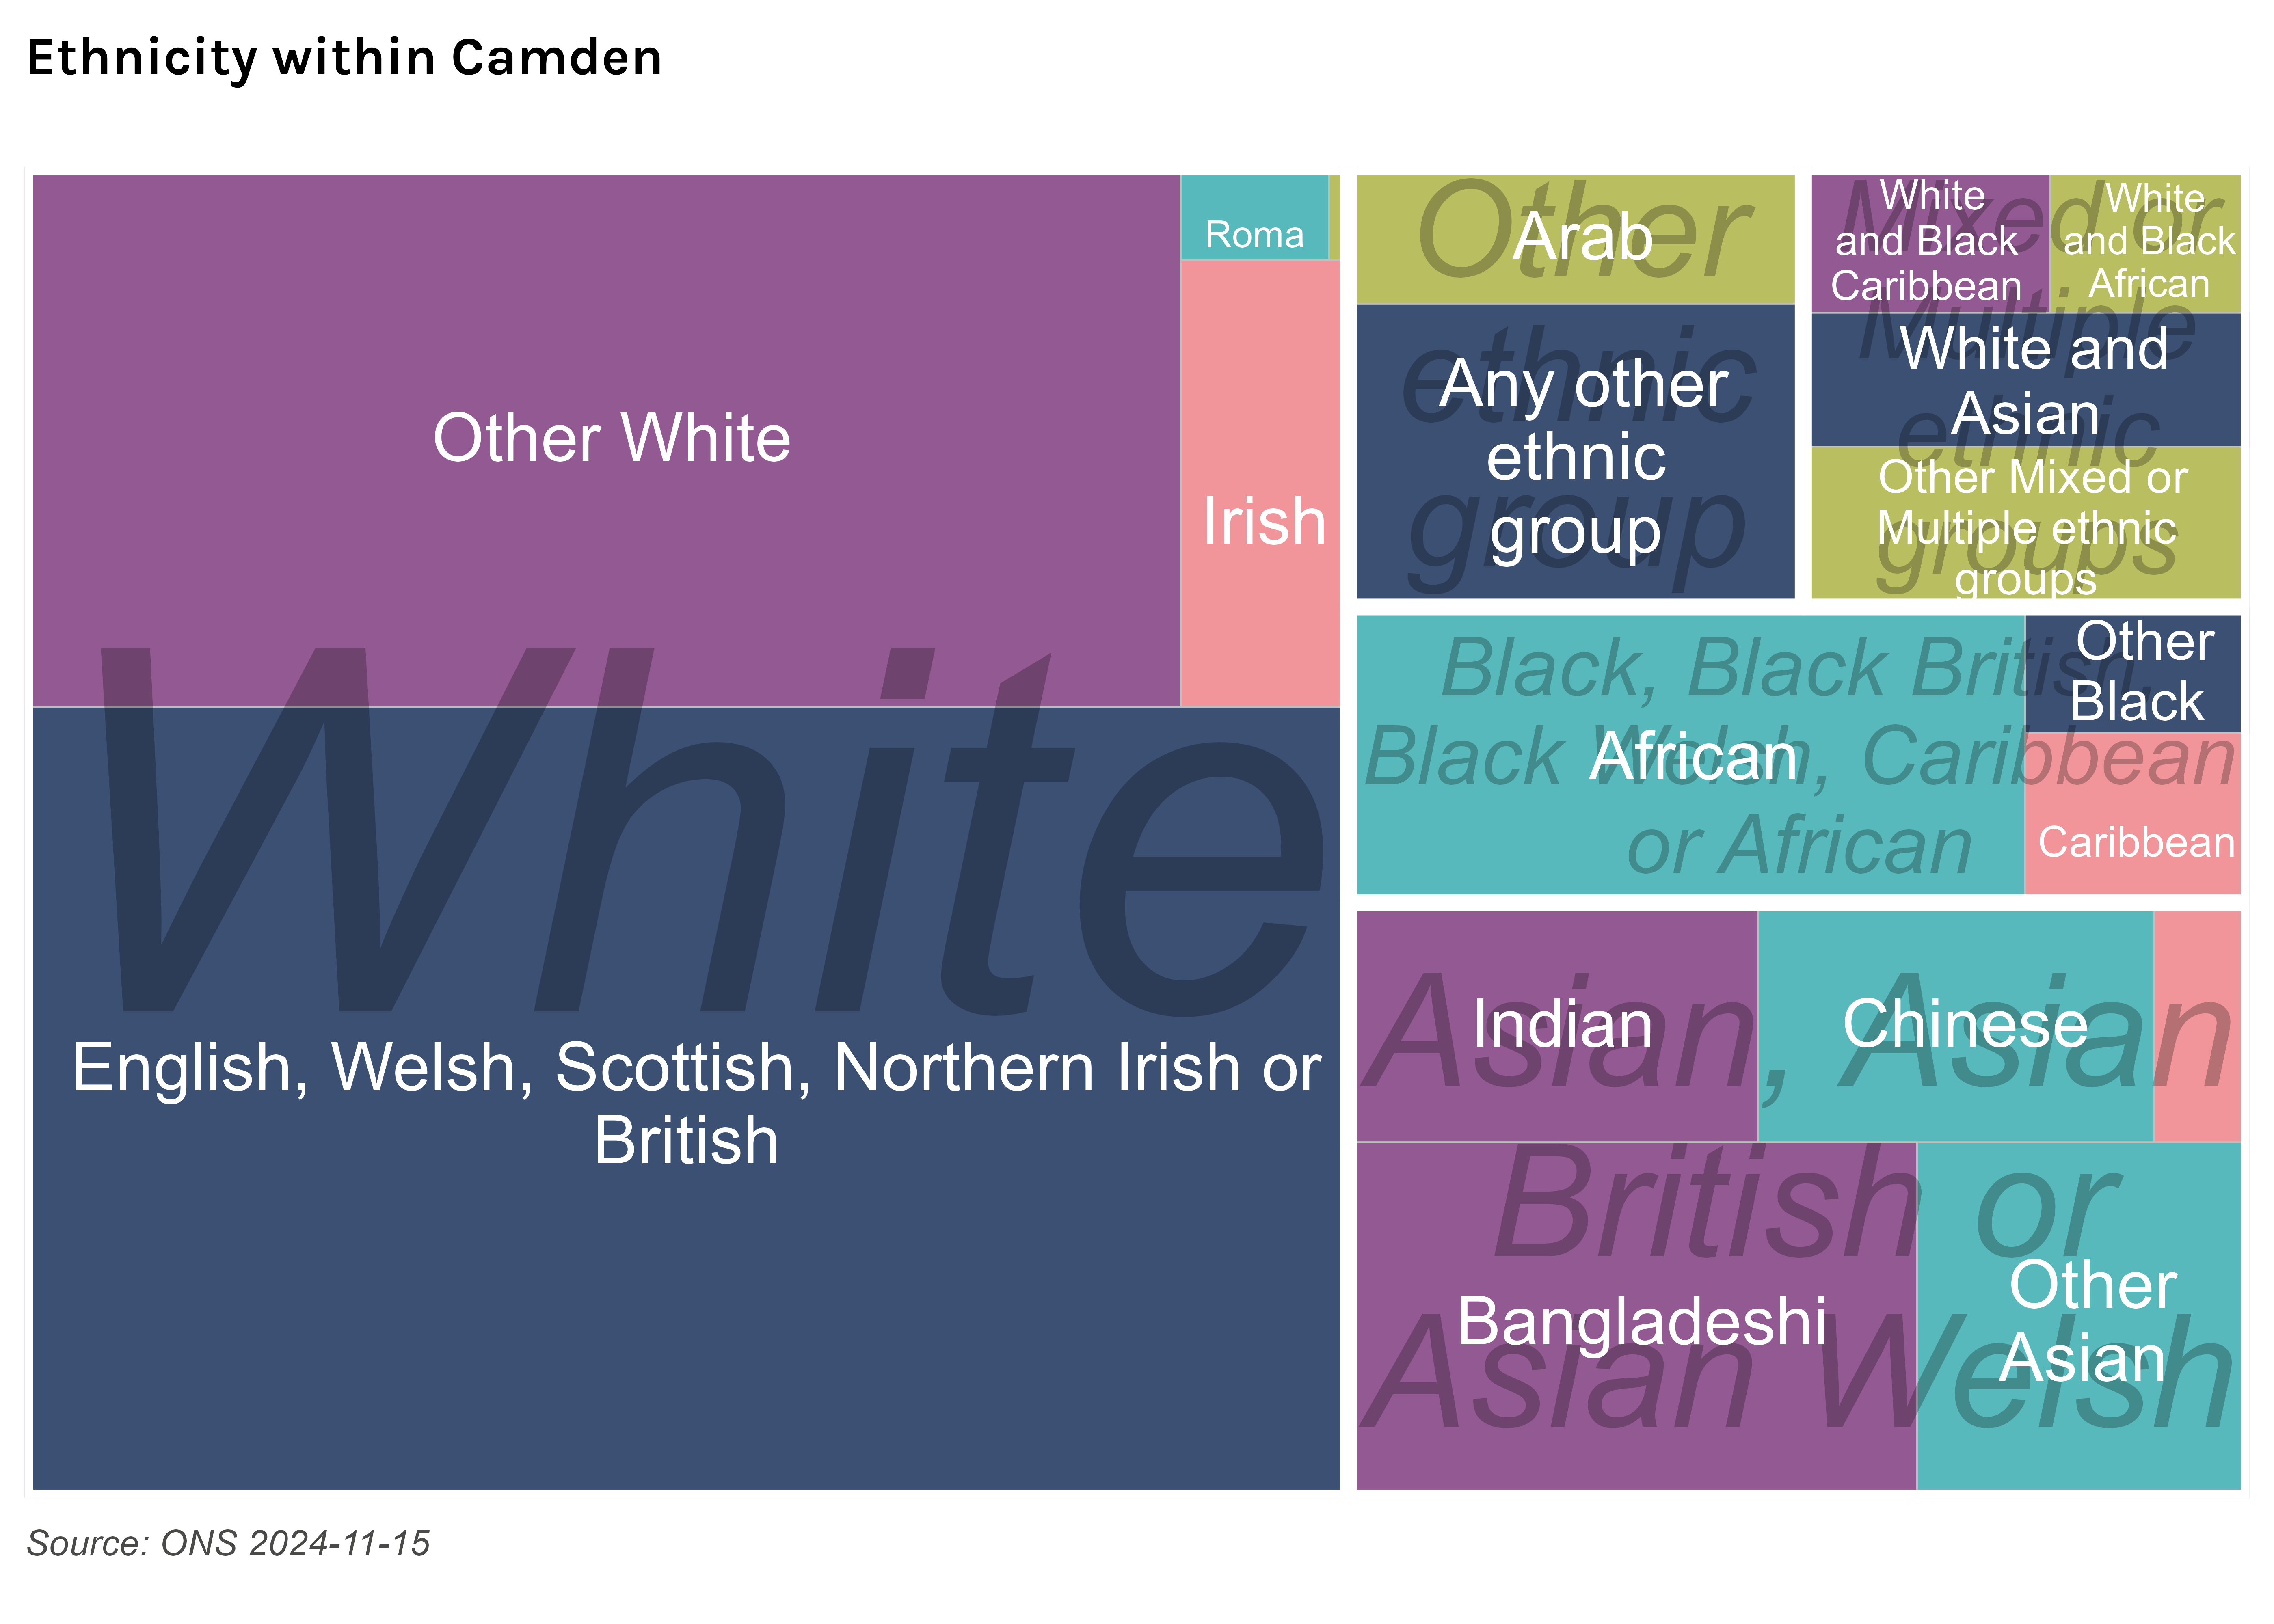 Ethnicity within Camden
Other White
Roma
Irish
White
English, Welsh, Scottish, Northern Irish or
British
Other
ethnic
group
Arab
Any other
ethnic
group
Mixed or
Multiple
ethnic
groups
White
and Black
Caribbean
White
and Black
African
White and
Asian
Other Mixed or
Multiple ethnic
groups
Black, Black British,
Black Welsh, Caribbean
or African
African
Other
Black
Caribbean
Asian, Asian
British or
Asian Welsh
Indian
Chinese
Bangladeshi
Other
Asian
Source: ONS 2024-11-15